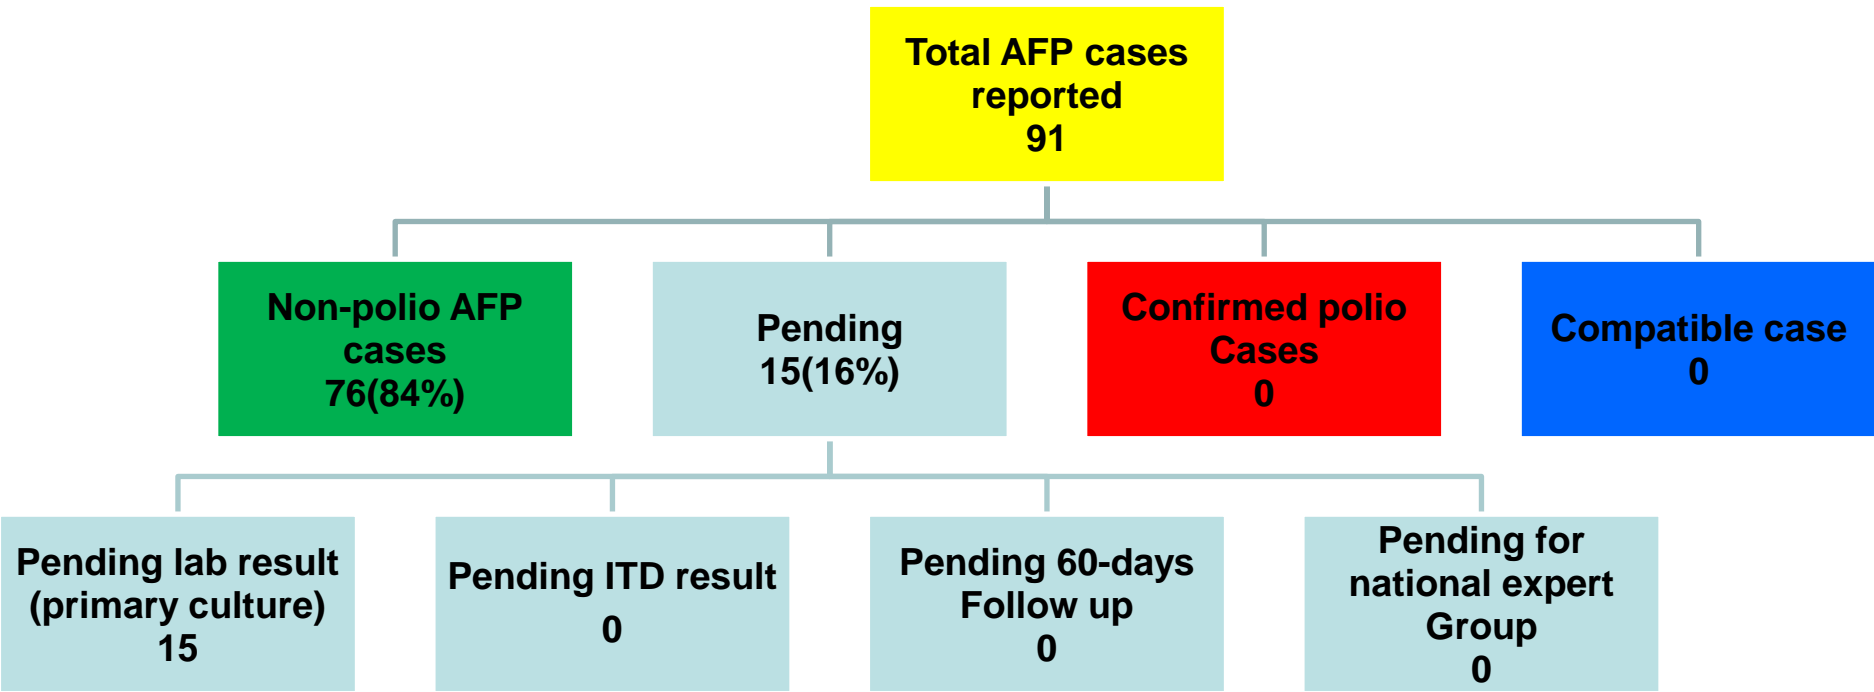 Total AFP cases
reported
91
Non-polio AFP
cases
76(84%)
Pending
15(16%)
Confirmed polio
Cases
0
Compatible case
0
Pending lab result
(primary culture)
15
Pending ITD result
0
Pending 60-days
Follow up
0
Pending for
national expert
Group
0